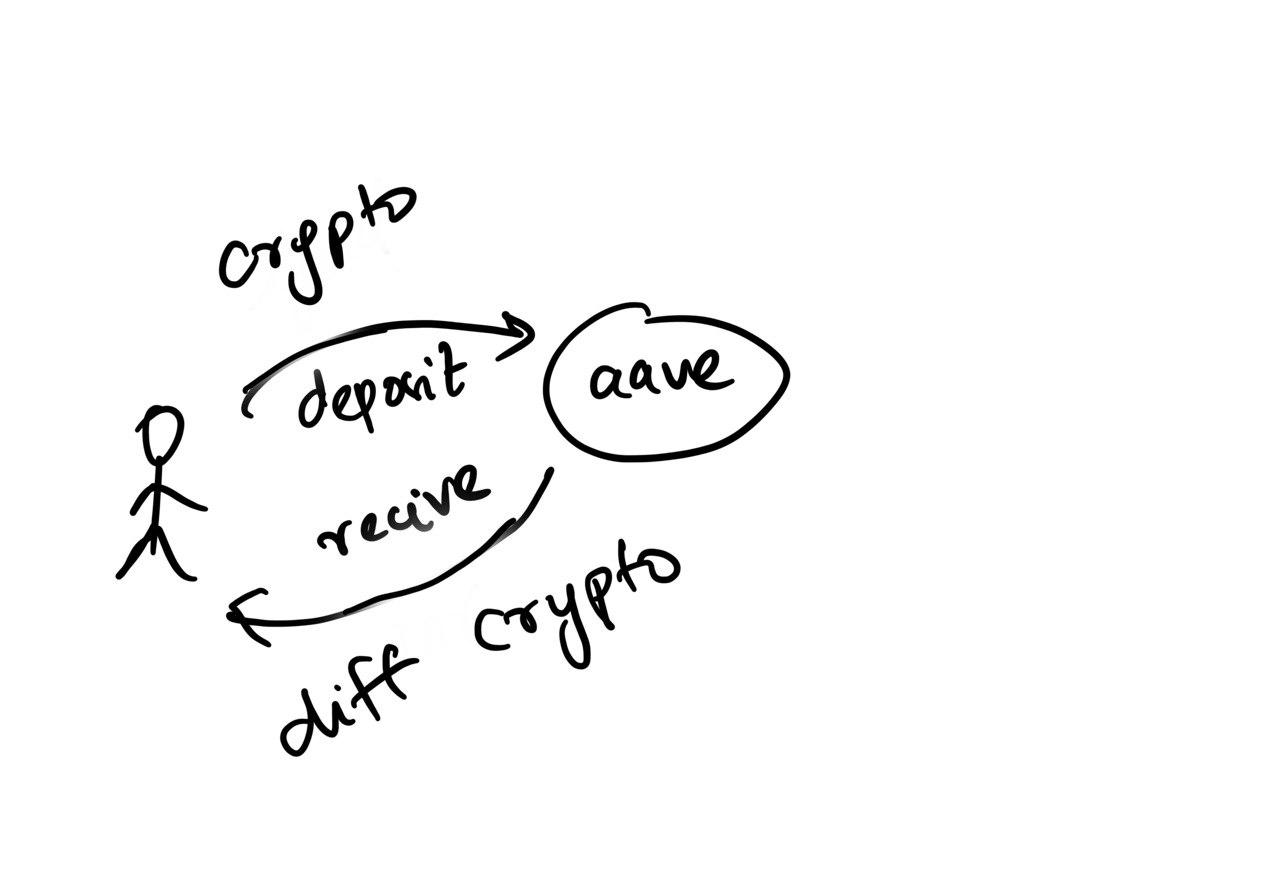 crypto
deposit
aave
recive
diff crypto